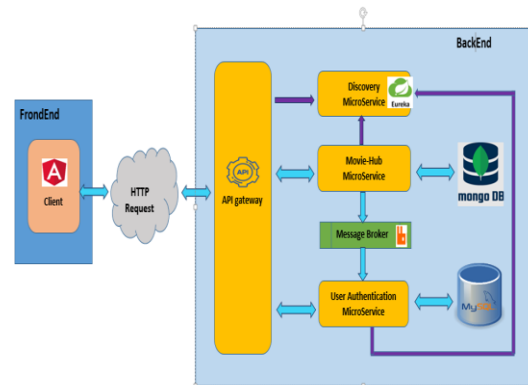 BackEnd
FrondEnd
Client
HTTP
Request
API
API gateway
Discovery
MicroService
Eureka
Movie-Hub
MicroService
mongo DB
Message Broker
User Authentication
MicroService
MySQL